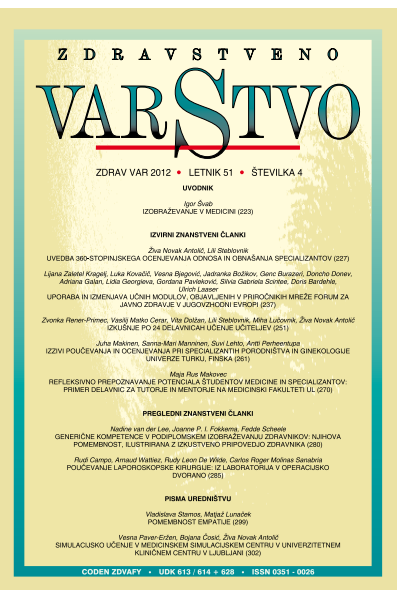 ZDRAVSTVENO
VARSTVO
ZDRAV VAR 2012 • LETNIK 51 • ŠTEVILKA 4
UVODNIK
Igor Švab
IZOBRAŽEVANJE V MEDICINI (223)
IZVIRNI ZNANSTVENI ČLANKI
Živa Novak Antolič, Lili Steblovnik
UVEDBA 360-STOPINJSKEGA OCENJEVANJA ODNOSA IN OBNAŠANJA SPECIALIZANTOV (227)
Lijana Zaletel Kragelj, Luka Kovačič, Vesna Bjegović, Jadranka Božikov, Genc Burazeri, Doncho Donev,
Adriana Galan, Lidia Georgieva, Gordana Pavleković, Silvia Gabriela Scintee, Doris Bardehle,
Ulrich Laaser
UPORABA IN IZMENJAVA UČNIH MODULOV, OBJAVLJENIH V PRIROČNIKIH MREŽE FORUM ZA
JAVNO ZDRAVJE V JUGOVZHODNI EVROPI (237)
Zvonka Rener-Primec, Vasilij Matko Cerar, Vita Dolžan, Lili Steblovnik, Miha Lučovnik, Živa Novak Antolič
IZKUŠNJE PO 24 DELAVNICAH UČENJE UČITELJEV (251)
Juha Makinen, Sanna-Mari Manninen, Suvi Lehto, Antti Perheentupa
IZZIVI POUČEVANJA IN OCENJEVANJA PRI SPECIALIZANTIH PORODNIŠTVA IN GINEKOLOGIJE
UNIVERZE TURKU, FINSKA (261)
Maja Rus Makovec
REFLEKSIVNO PREPOZNAVANJE POTENCIALA ŠTUDENTOV MEDICINE IN SPECIALIZANTOV:
PRIMER DELAVNIC ZA TUTORJE IN MENTORJE NA MEDICINSKI FAKULTETI UL (270)
PREGLEDNI ZNANSTVENI ČLANKI
Nadine van der Lee, Joanne P. I. Fokkema, Fedde Scheele
GENERIČNE KOMPETENCE V PODIPLOMSKEM IZOBRAŽEVANJU ZDRAVNIKOV: NJIHOVA
POMEMBNOST, ILUSTRIRANA Z IZKUSTVENO PRIPOVEDJO ZDRAVNIKA (280)
Rudi Campo, Arnaud Wattiez, Rudy Leon De Wilde, Carlos Roger Molinas Sanabria
POUČEVANJE LAPOROSKOPSKE KIRURGIJE: IZ LABORATORIJA V OPERACIJSKO
DVORANO (285)
PISMA UREDNIŠTVU
Vladislava Stamos, Matjaž Lunaček
POMEMBNOST EMPATIJE (299)
Vesna Paver-Eržen, Bojana Čosić, Živa Novak Antolič
SIMULACIJSKO UČENJE V MEDICINSKEM SIMULACIJSKEM CENTRU V UNIVERZITETNEM
KLINIČNEM CENTRU V LJUBLJANI (302)
CODEN ZDVAFY • UDK 613 / 614 + 628 • ISSN 0351 - 0026